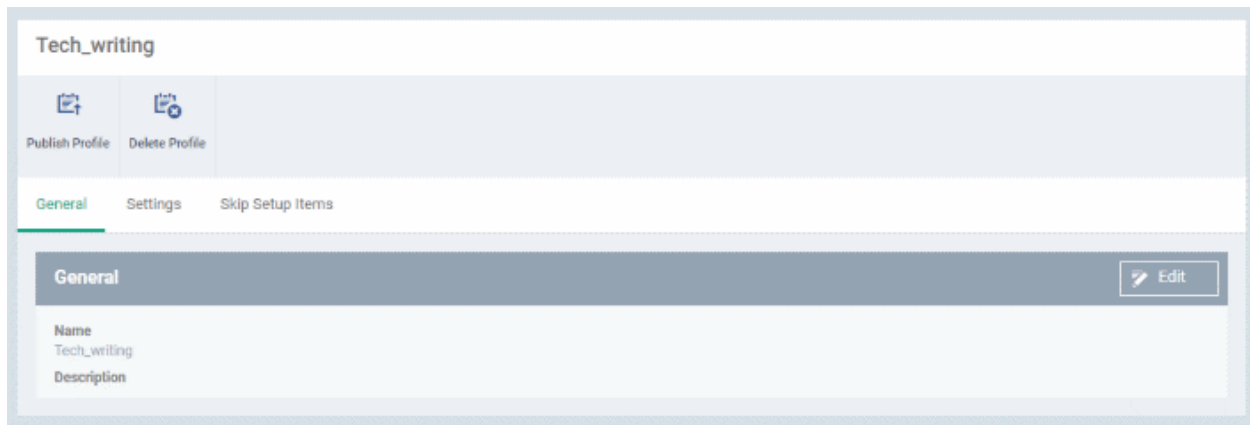 Tech_writing
Publish Profile Delete Profile
General Settings Skip Setup Items
General Edit
Name
Tech_writing
Description